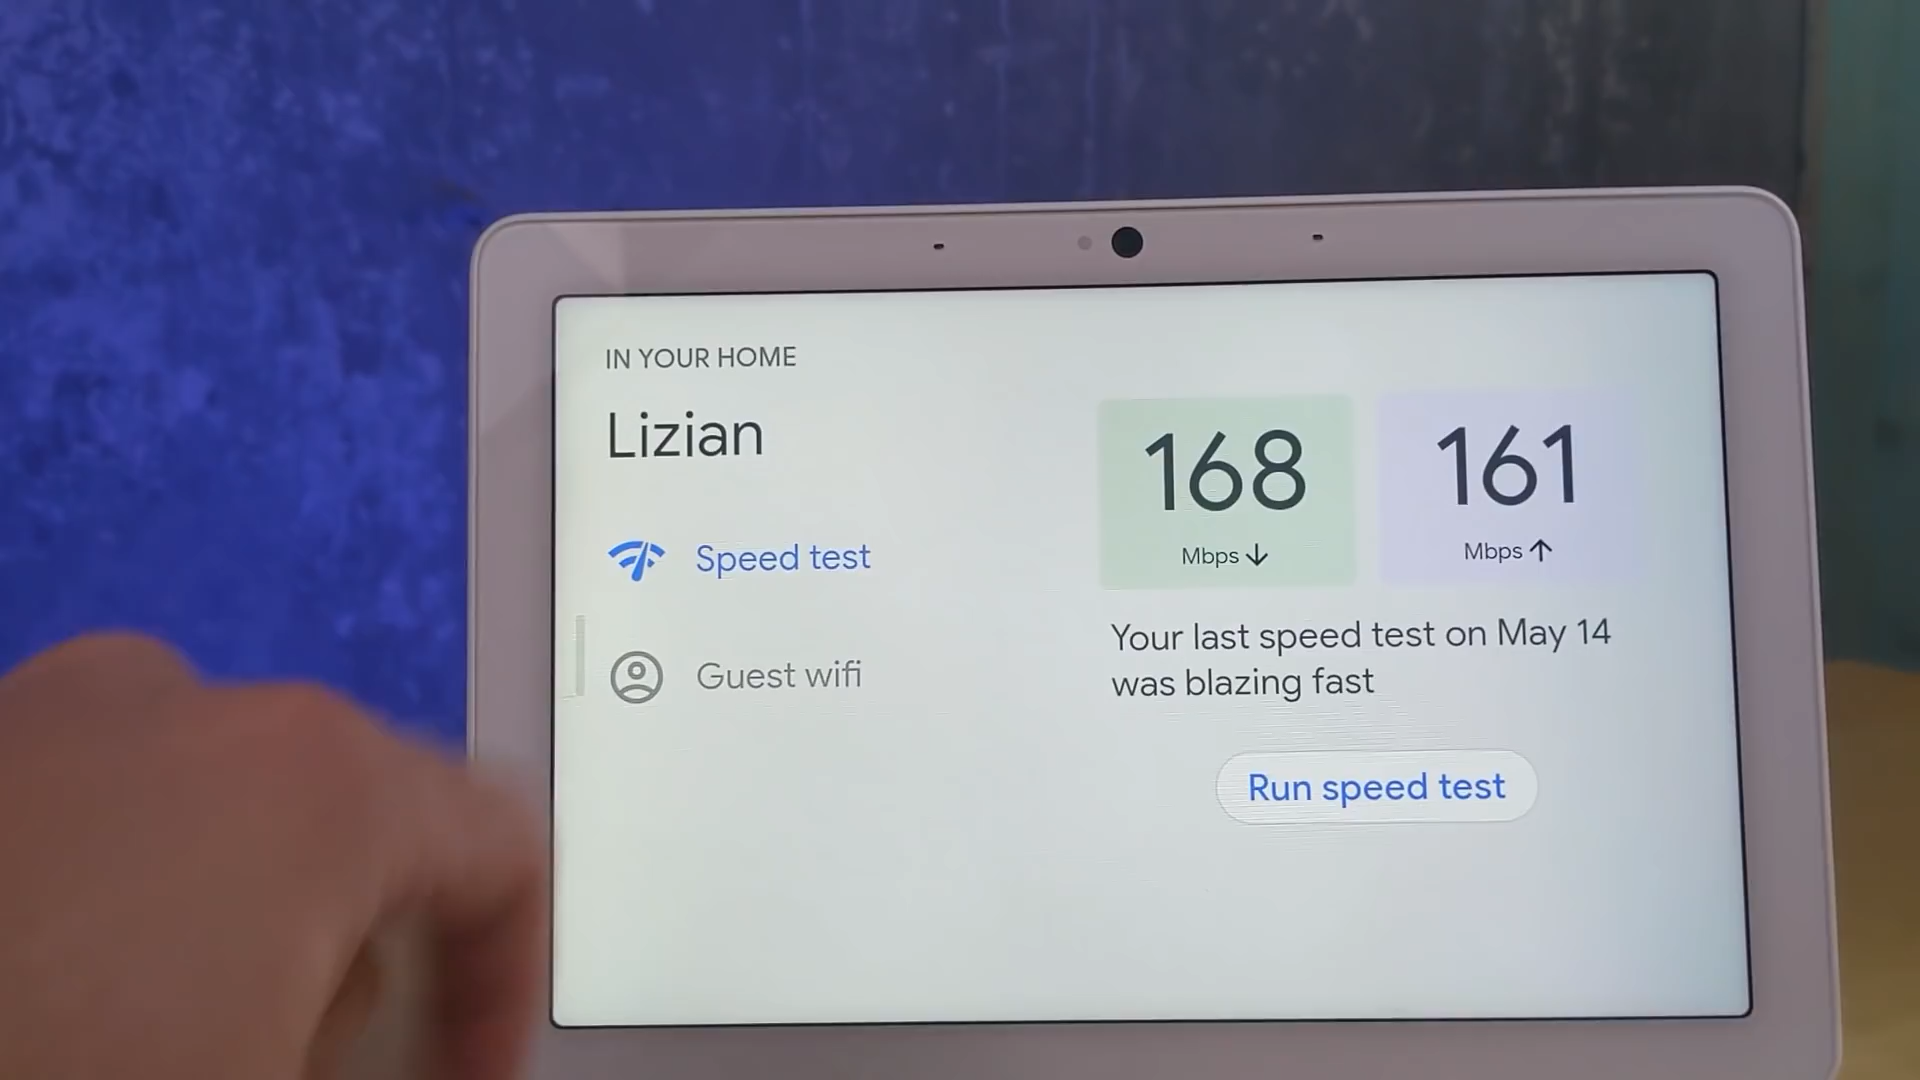 IN YOUR HOME
Lizian
Speed test
Guest wifi
168
Mbps ↓
161
Mbps ↑
Your last speed test on May 14
was blazing fast
Run speed test